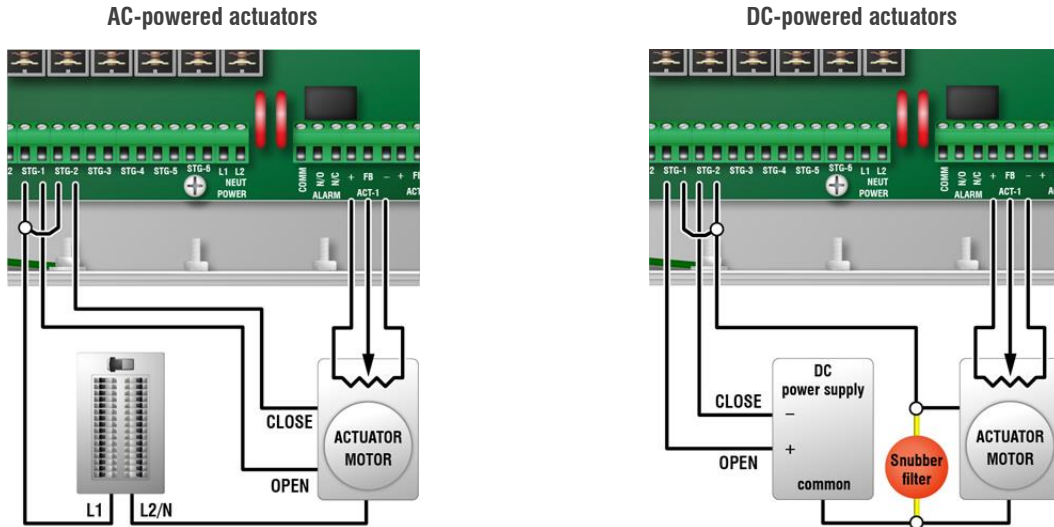 AC-powered actuators
2 STG-1 STG-2 STG-3 STG-4 STG-5 STG-6 L1 L2
NEUT
POWER
COMM N/O N/C + FB −
ALARM ACT-1 ACT
CLOSE
OPEN
ACTUATOR
MOTOR
L1 L2/N
DC-powered actuators
2 STG-1 STG-2 STG-3 STG-4 STG-5 STG-6 L1 L2
NEUT
POWER
COMM N/O N/C + FB − +
ALARM ACT-1
DC
power supply
CLOSE −
OPEN +
common
Snubber
filter
ACTUATOR
MOTOR